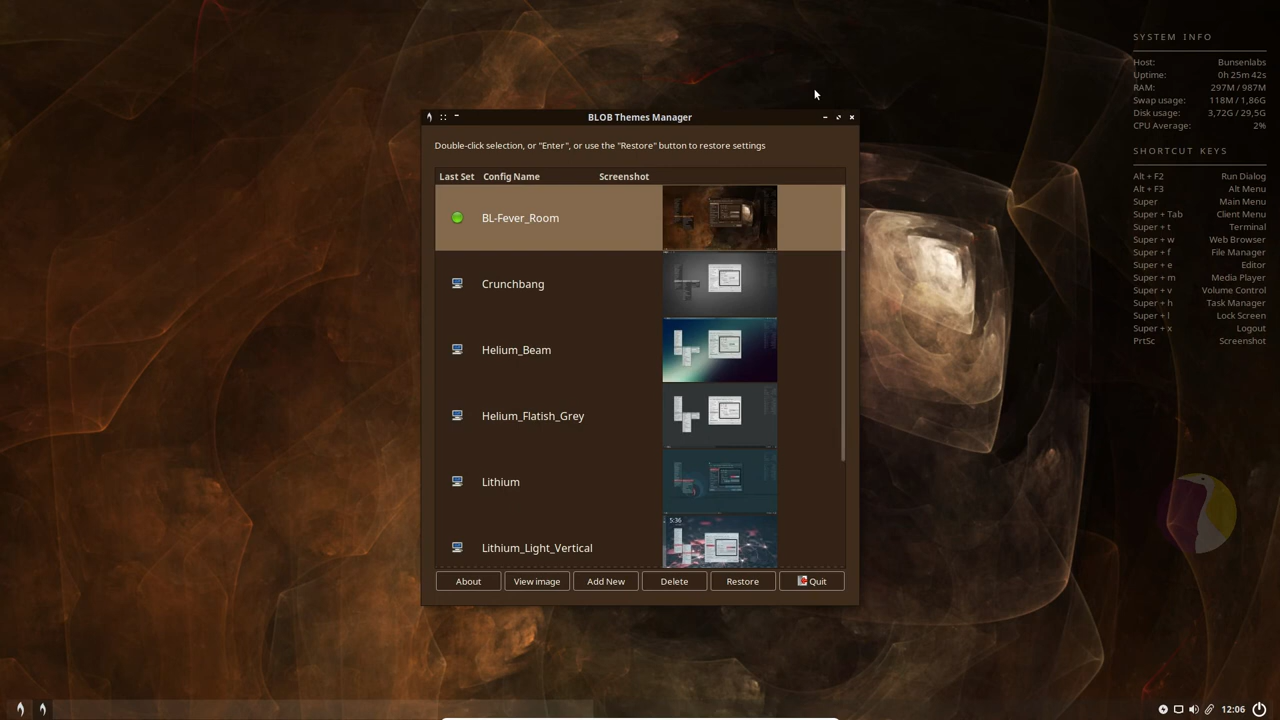 BLOB Themes Manager
Double-click selection, or "Enter", or use the "Restore" button to restore settings
Last Set Config Name Screenshot
BL-Fever_Room
Crunchbang
Helium_Beam
Helium_Flatish_Grey
Lithium
5:36
Lithium_Light_Vertical
About View image Add New Delete Restore Quit
SYSTEM INFO
Host: Bunsenlabs
Uptime: 0h 25m 42s
RAM: 297M / 987M
Swap usage: 118M / 1,86G
Disk usage: 3,72G / 29,5G
CPU Average: 2%
SHORTCUT KEYS
Alt + F2 Run Dialog
Alt + F3 Alt Menu
Super Main Menu
Super + Tab Client Menu
Super + t Terminal
Super + w Web Browser
Super + f File Manager
Super + e Editor
Super + m Media Player
Super + v Volume Control
Super + h Task Manager
Super + l Lock Screen
Super + x Logout
PrtSc Screenshot
12:06